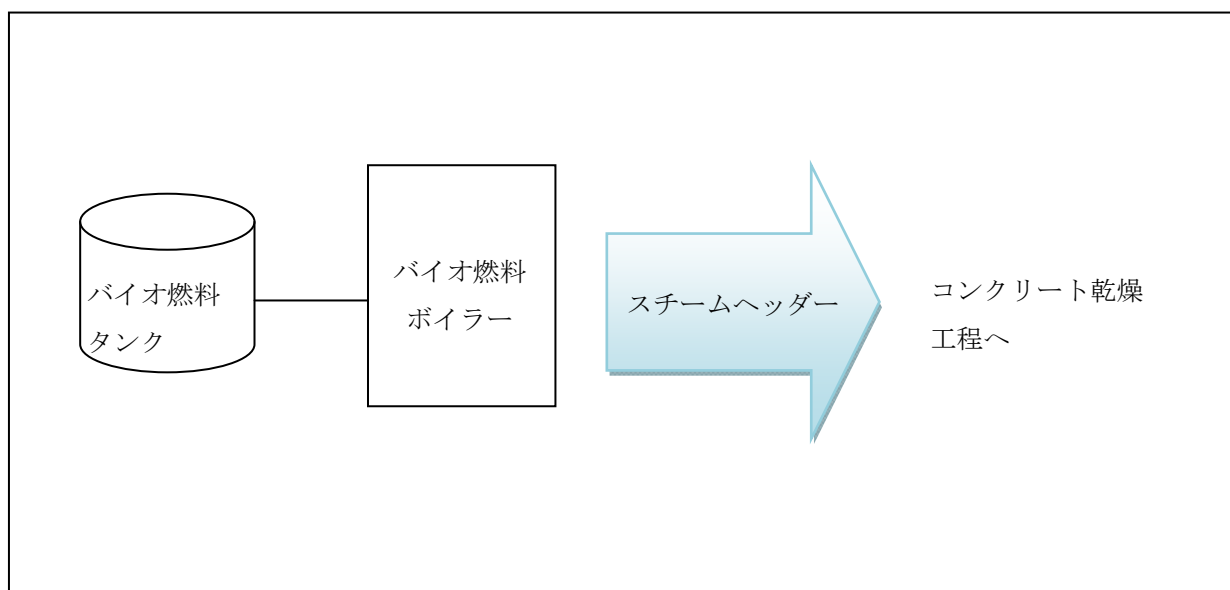 バイオ燃料
タンク
バイオ燃料
ボイラー
スチームヘッダー
コンクリート乾燥
工程へ